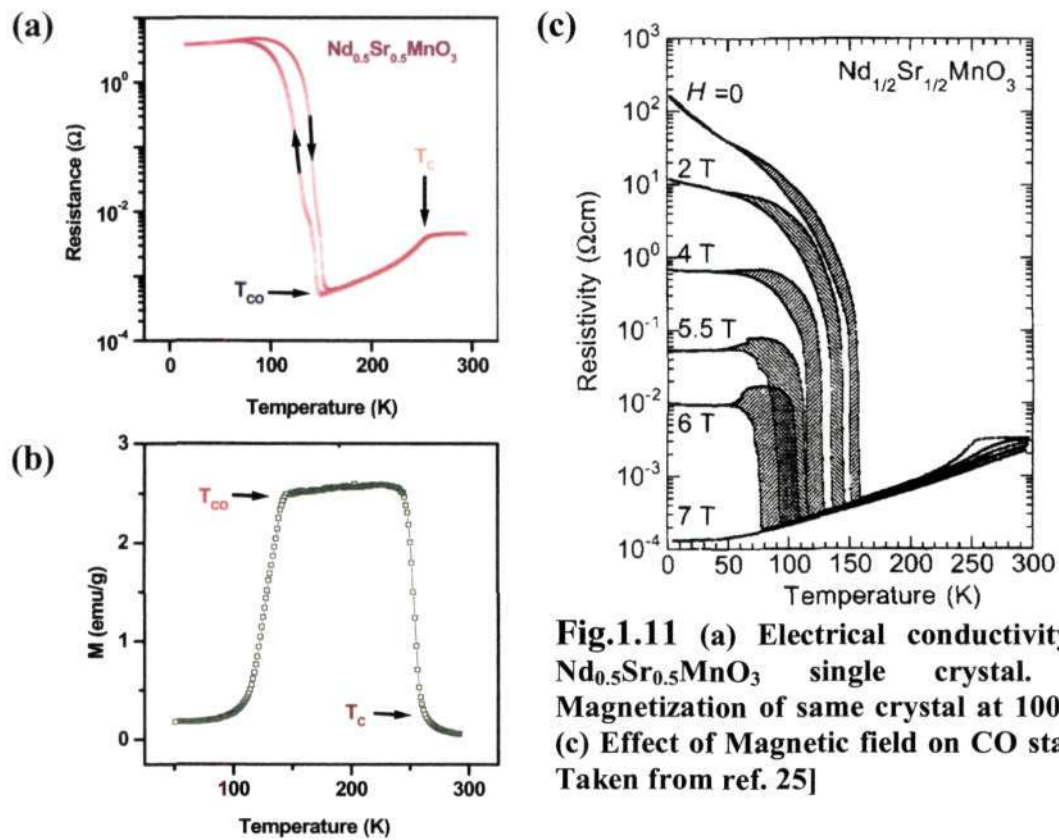 (a)
Nd0.5Sr0.5MnO3
TC
TCO
Resistance (Ω)
10^0
10^-2
10^-4
0 100 200 300
Temperature (K)
(b)
TCO
TC
M (emu/g)
3
2
1
0
100 200 300
Temperature (K)
(c)
Nd1/2Sr1/2MnO3
H=0
2 T
4 T
5.5 T
6 T
7 T
Resistivity (Ωcm)
10^3
10^2
10^1
10^0
10^-1
10^-2
10^-3
10^-4
0 50 100 150 200 250 300
Temperature (K)
Fig.1.11 (a) Electrical conductivity
Nd0.5Sr0.5MnO3 single crystal.
Magnetization of same crystal at 100
(c) Effect of Magnetic field on CO sta
Taken from ref. 25]